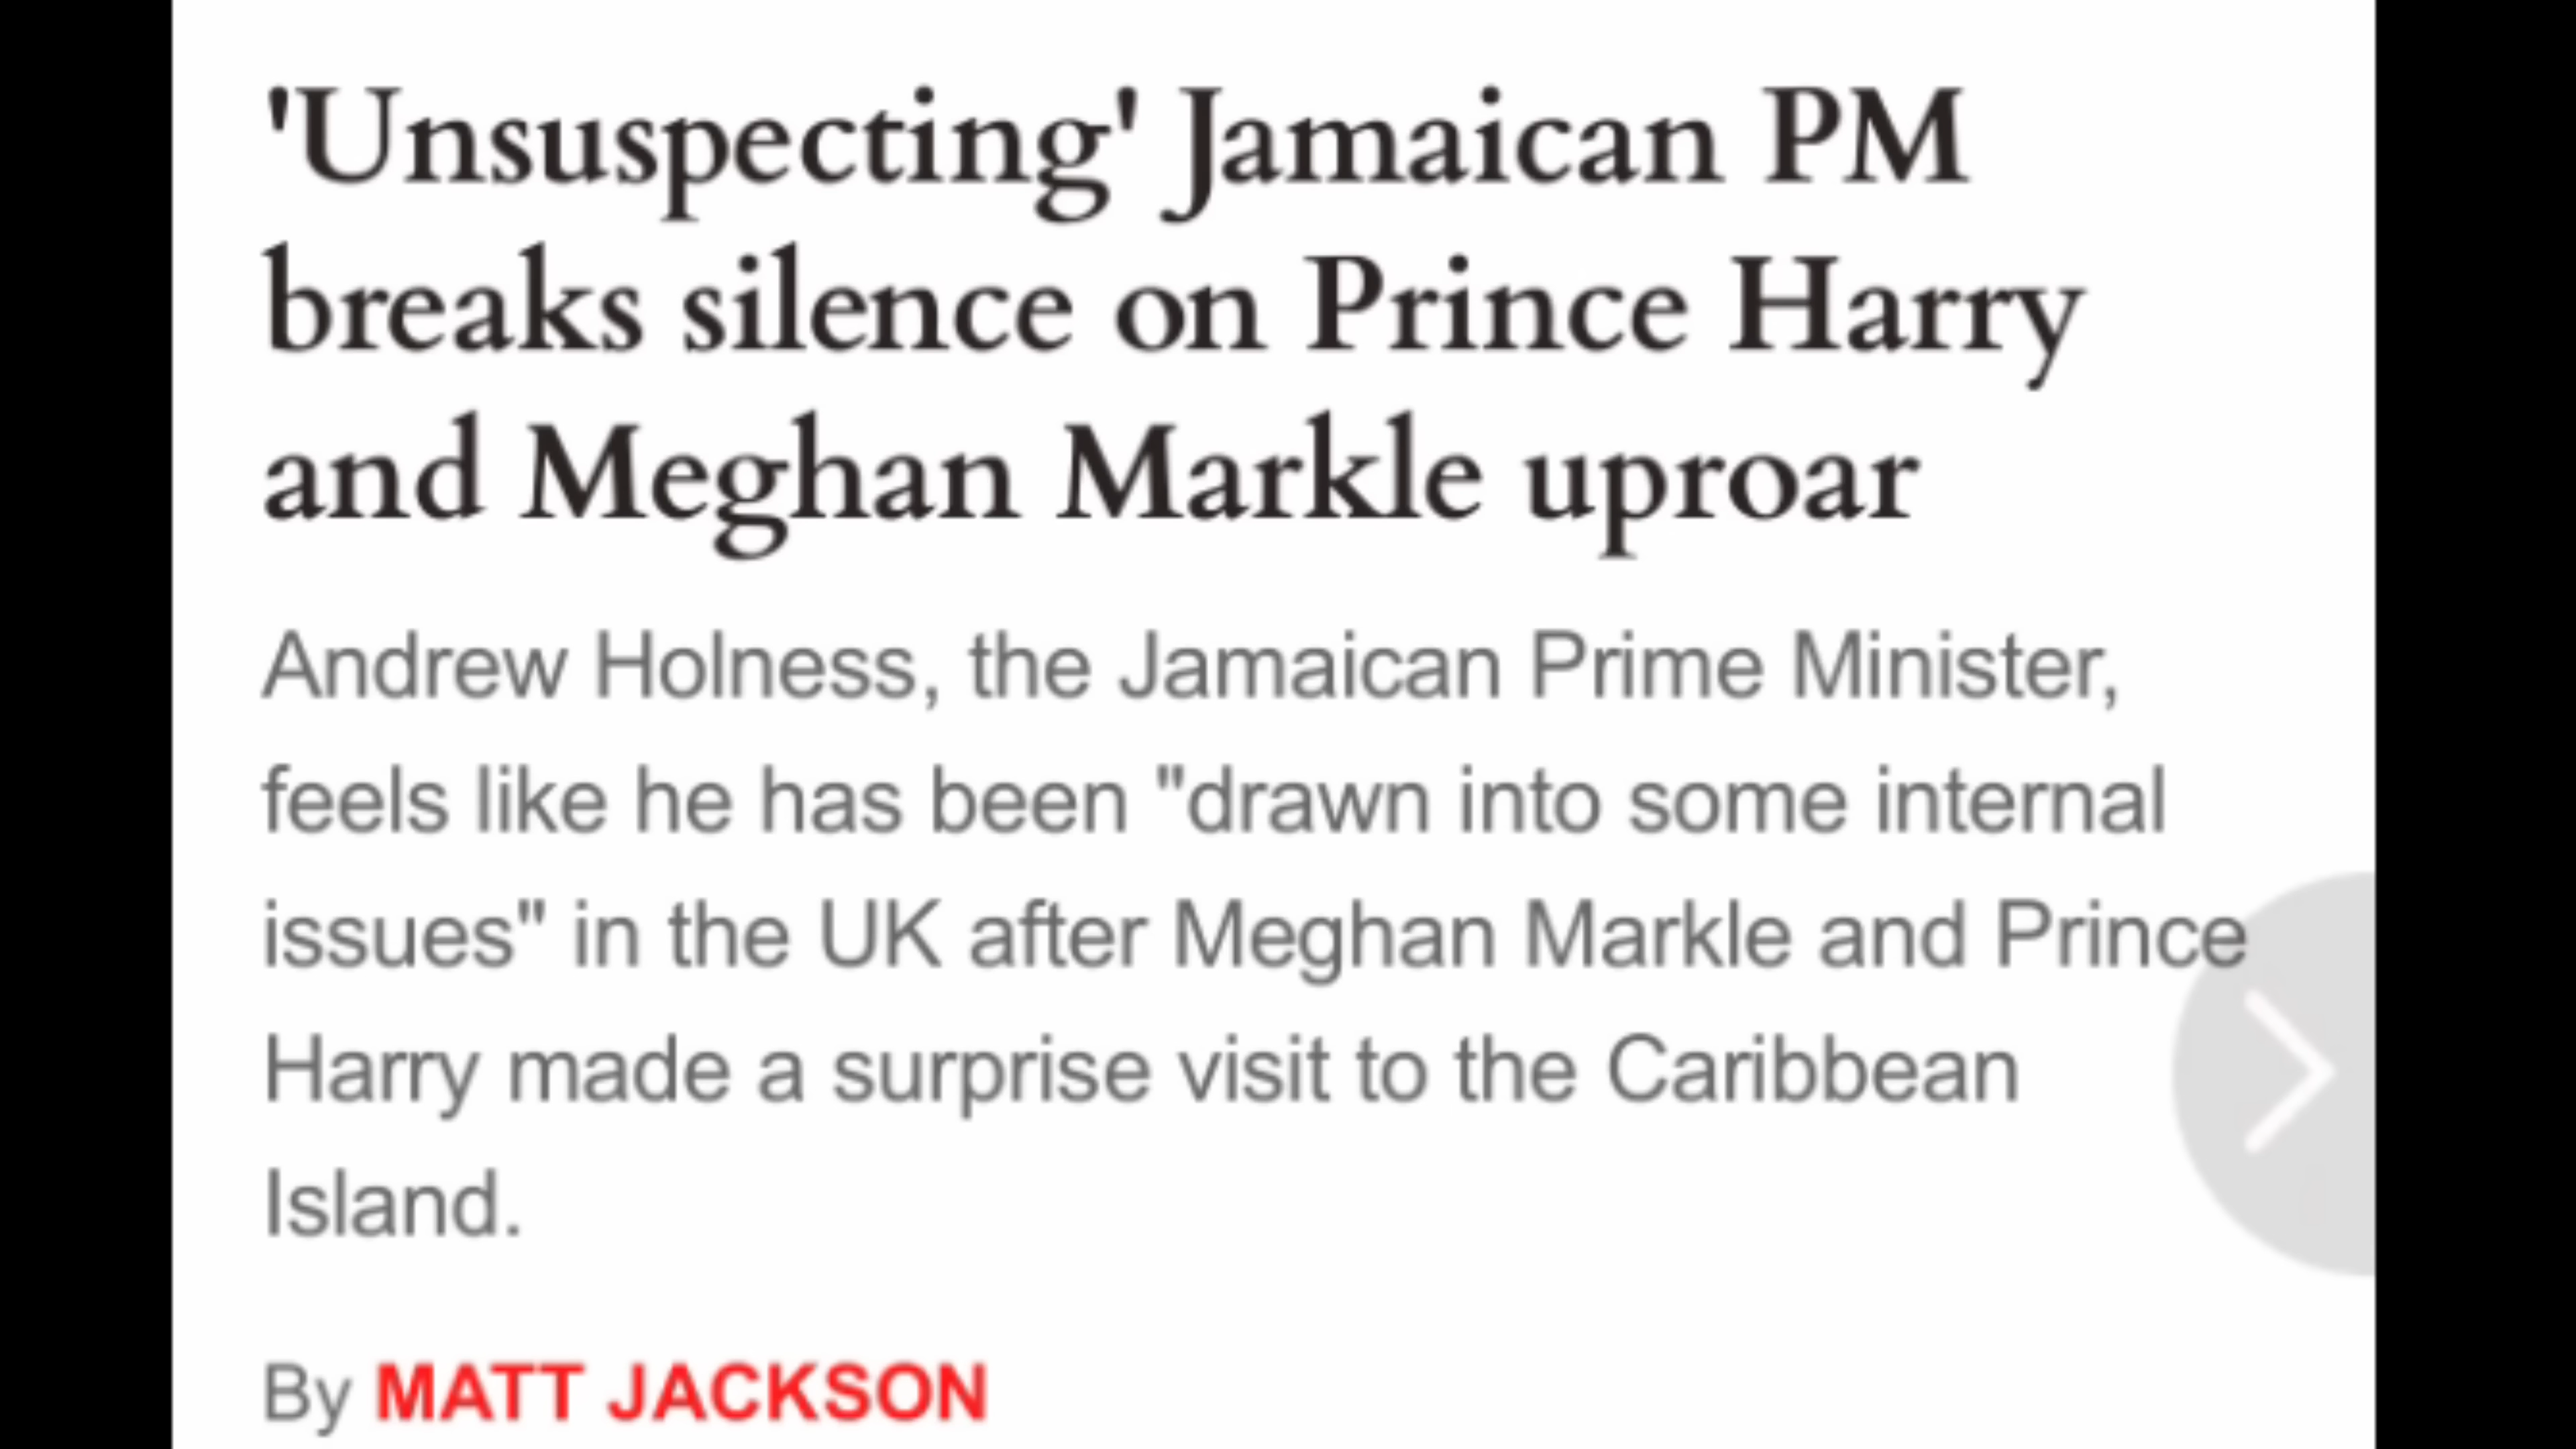 'Unsuspecting' Jamaican PM
breaks silence on Prince Harry
and Meghan Markle uproar
Andrew Holness, the Jamaican Prime Minister,
feels like he has been "drawn into some internal
issues" in the UK after Meghan Markle and Prince
Harry made a surprise visit to the Caribbean
Island.
By MATT JACKSON